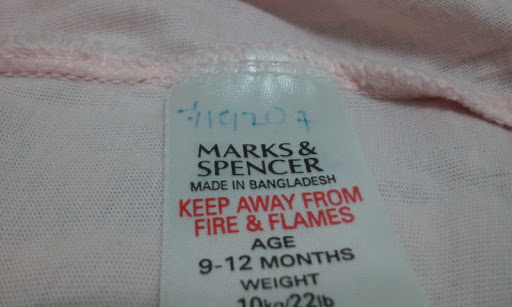 MARKS &
SPENCER
MADE IN BANGLADESH
KEEP AWAY FROM
FIRE & FLAMES
AGE
9-12 MONTHS
WEIGHT
10kg/22lb